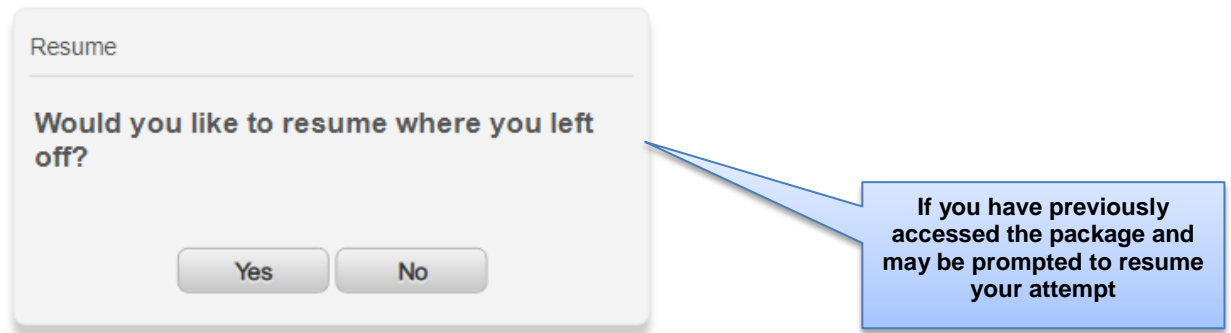 Resume
Would you like to resume where you left
off?
Yes No
If you have previously
accessed the package and
may be prompted to resume
your attempt